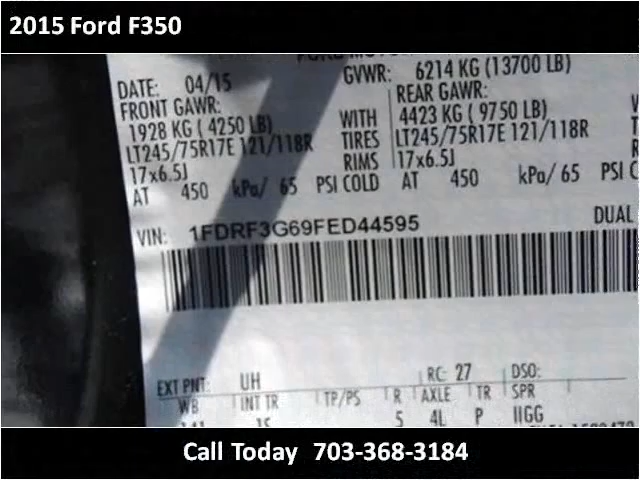 2015 Ford F350
DATE: 04/15
GVWR: 6214 KG (13700 LB)
FRONT GAWR:
REAR GAWR:
1928 KG ( 4250 LB)
WITH
4423 KG ( 9750 LB)
LT245/75R17E 121/118R
TIRES
LT245/75R17E 121/118R
17x6.5J
RIMS
17x6.5J
AT 450 kPa/ 65 PSI COLD AT 450 kPa/ 65 PSI C
VIN: 1FDRF3G69FED44595
DUAL
EXT PNT: UH
RC: 27 DSO:
WB INT TR TP/PS R AXLE TR SPR
5 4L P IIGG
Call Today 703-368-3184